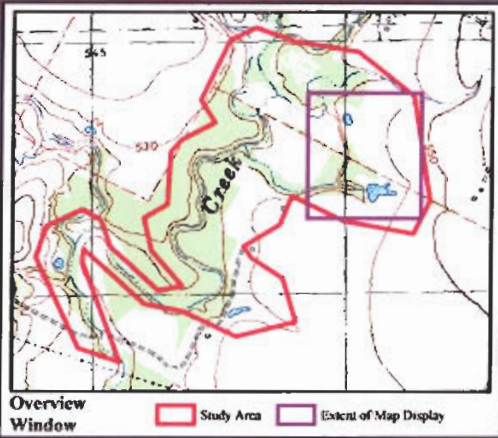 545
530
Creek
Overview
Window
Study Area
Extent of Map Display